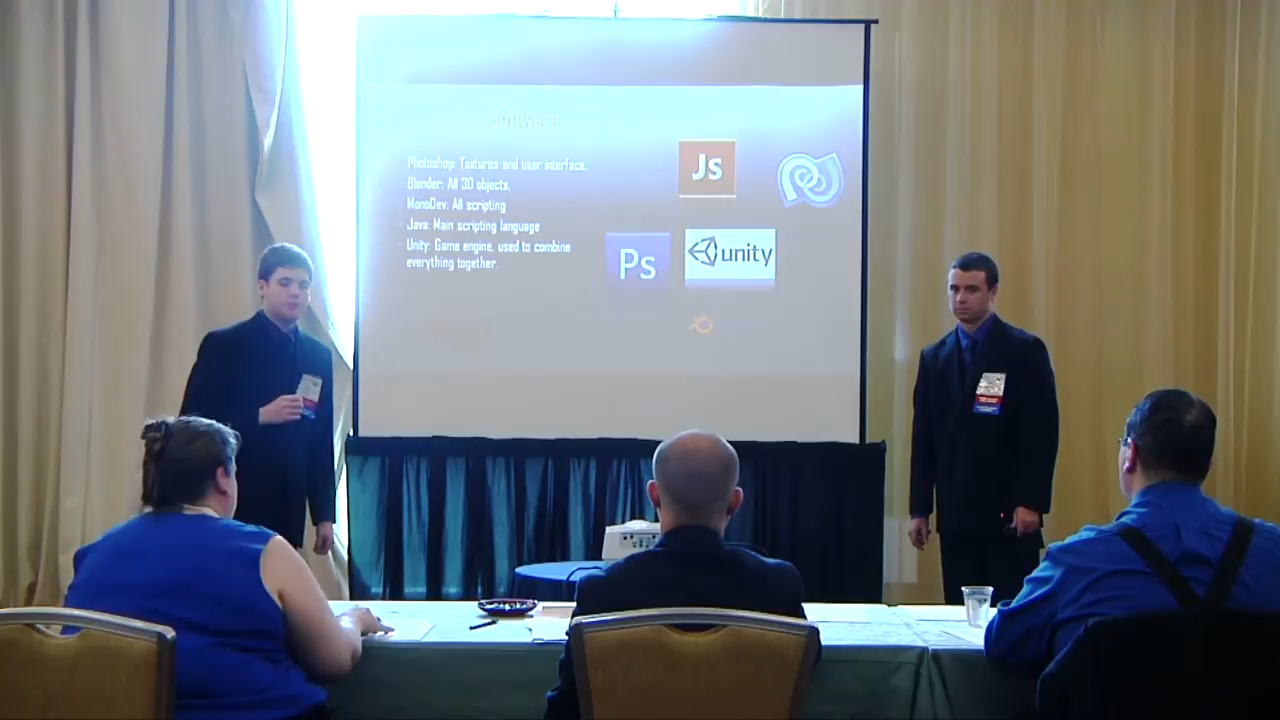 Software
Photoshop: Textures and user interface.
Blender: All 3D objects.
MonoDev: All scripting
Java: Main scripting language
Unity: Game engine, used to combine
everything together.
Js
Ps
unity